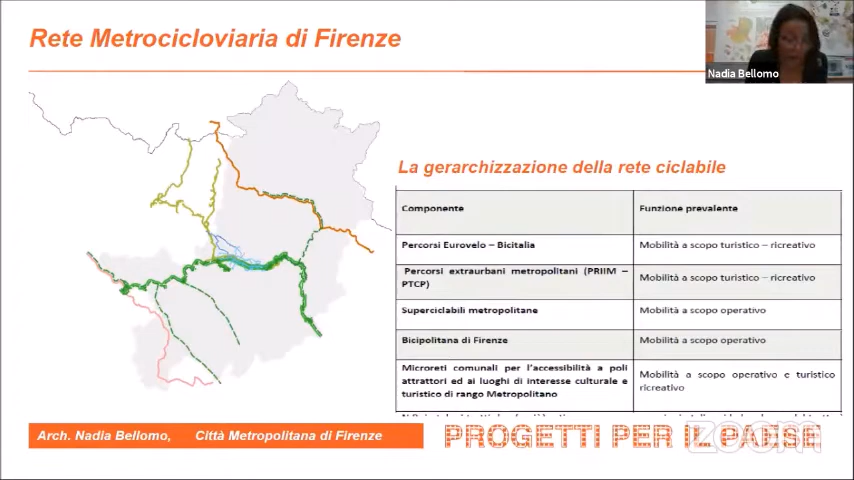 Rete Metrocicloviaria di Firenze
Nadia Bellomo
La gerarchizzazione della rete ciclabile
Componente Funzione prevalente
Percorsi Eurovelo – Bicitalia Mobilità a scopo turistico – ricreativo
Percorsi extraurbani metropolitani (PRIIM – PTCP) Mobilità a scopo turistico – ricreativo
Superciclabili metropolitane Mobilità a scopo operativo
Bicipolitana di Firenze Mobilità a scopo operativo
Microreti comunali per l'accessibilità a poli
attrattori ed ai luoghi di interesse culturale e
turistico di rango Metropolitano
Mobilità a scopo operativo e turistico
ricreativo
Arch. Nadia Bellomo, Città Metropolitana di Firenze
PROGETTI PER IL PAESE
zoom